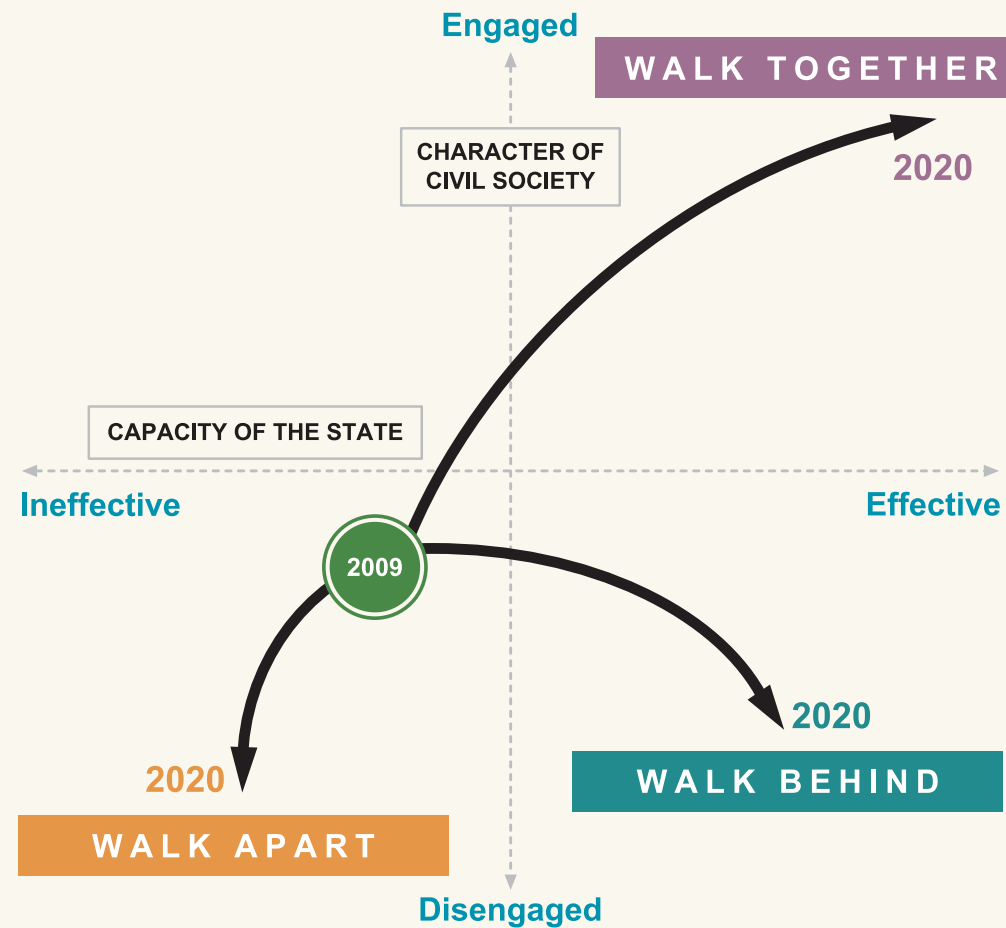 Engaged
WALK TOGETHER
CHARACTER OF
CIVIL SOCIETY
2020
CAPACITY OF THE STATE
Ineffective
Effective
2009
2020
WALK BEHIND
2020
WALK APART
Disengaged